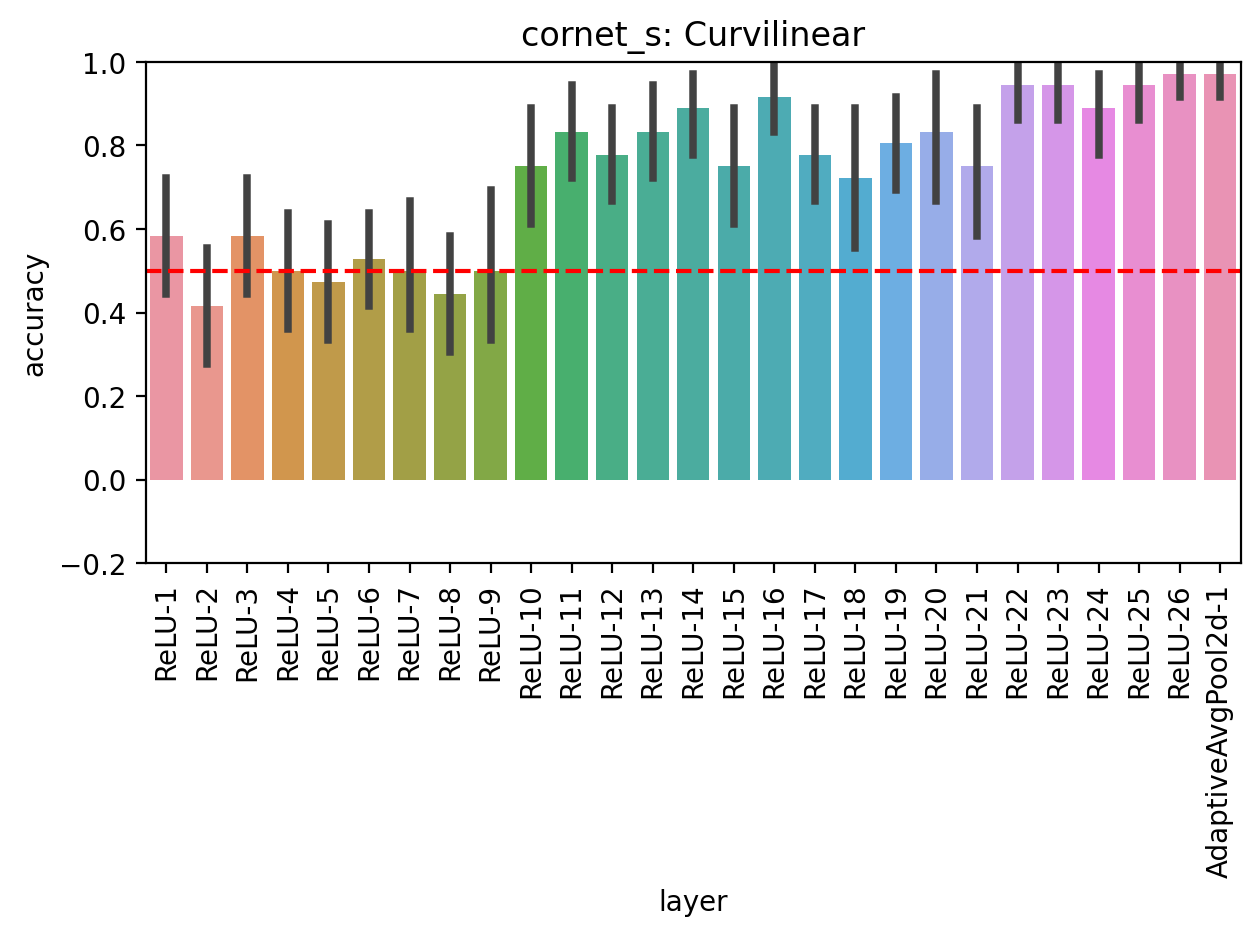 cornet_s: Curvilinear
accuracy
1.0
0.8
0.6
0.4
0.2
0.0
−0.2
ReLU-1
ReLU-2
ReLU-3
ReLU-4
ReLU-5
ReLU-6
ReLU-7
ReLU-8
ReLU-9
ReLU-10
ReLU-11
ReLU-12
ReLU-13
ReLU-14
ReLU-15
ReLU-16
ReLU-17
ReLU-18
ReLU-19
ReLU-20
ReLU-21
ReLU-22
ReLU-23
ReLU-24
ReLU-25
ReLU-26
AdaptiveAvgPool2d-1
layer